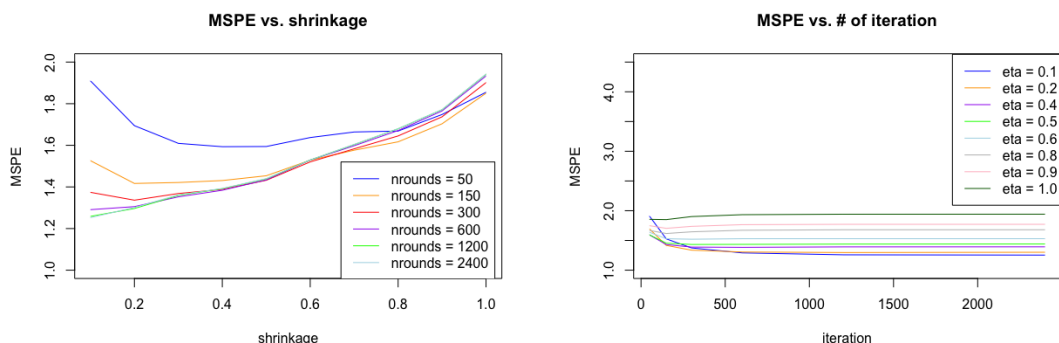 MSPE vs. shrinkage
MSPE
2.0
1.8
1.6
1.4
1.2
1.0
nrounds = 50
nrounds = 150
nrounds = 300
nrounds = 600
nrounds = 1200
nrounds = 2400
0.2 0.4 0.6 0.8 1.0
shrinkage
MSPE vs. # of iteration
MSPE
4.0
3.0
2.0
1.0
eta = 0.1
eta = 0.2
eta = 0.4
eta = 0.5
eta = 0.6
eta = 0.8
eta = 0.9
eta = 1.0
0 500 1000 1500 2000
iteration